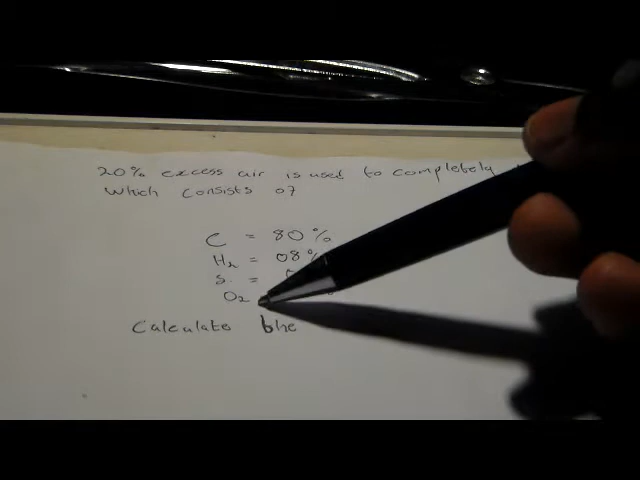 20% excess air is used to completely
Which consists of
C = 80%
H₂ = 08%
S. =
O₂
Calculate the